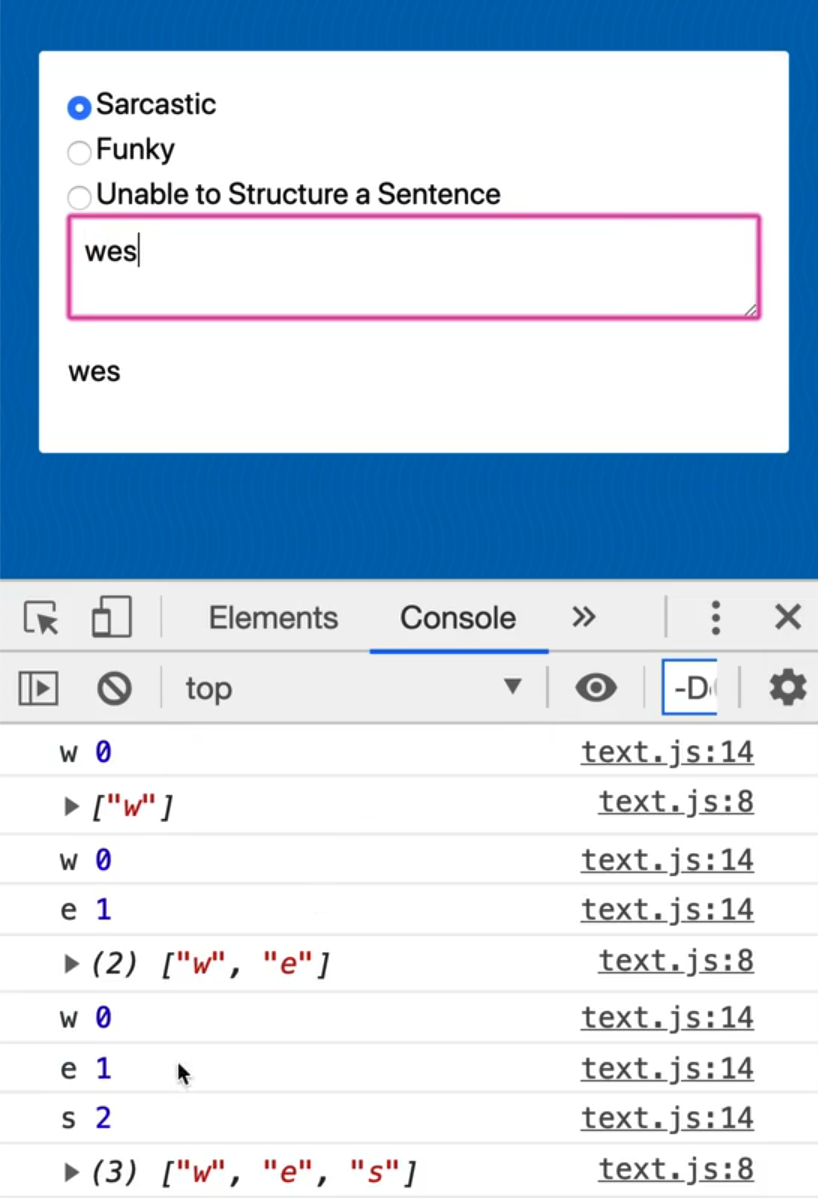 Sarcastic
Funky
Unable to Structure a Sentence
wes
wes
Elements Console
top
w 0 text.js:14
["w"] text.js:8
w 0 text.js:14
e 1 text.js:14
(2) ["w", "e"] text.js:8
w 0 text.js:14
e 1 text.js:14
s 2 text.js:14
(3) ["w", "e", "s"] text.js:8